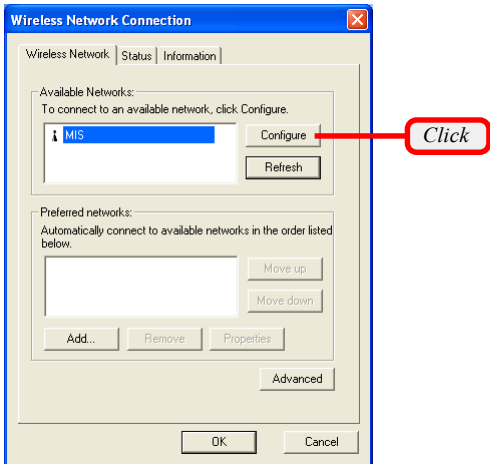 Wireless Network Connection
Wireless Network Status Information
Available Networks:
To connect to an available network, click Configure.
MIS
Configure
Click
Refresh
Preferred networks:
Automatically connect to available networks in the order listed
below.
Move up
Move down
Add... Remove Properties
Advanced
OK Cancel